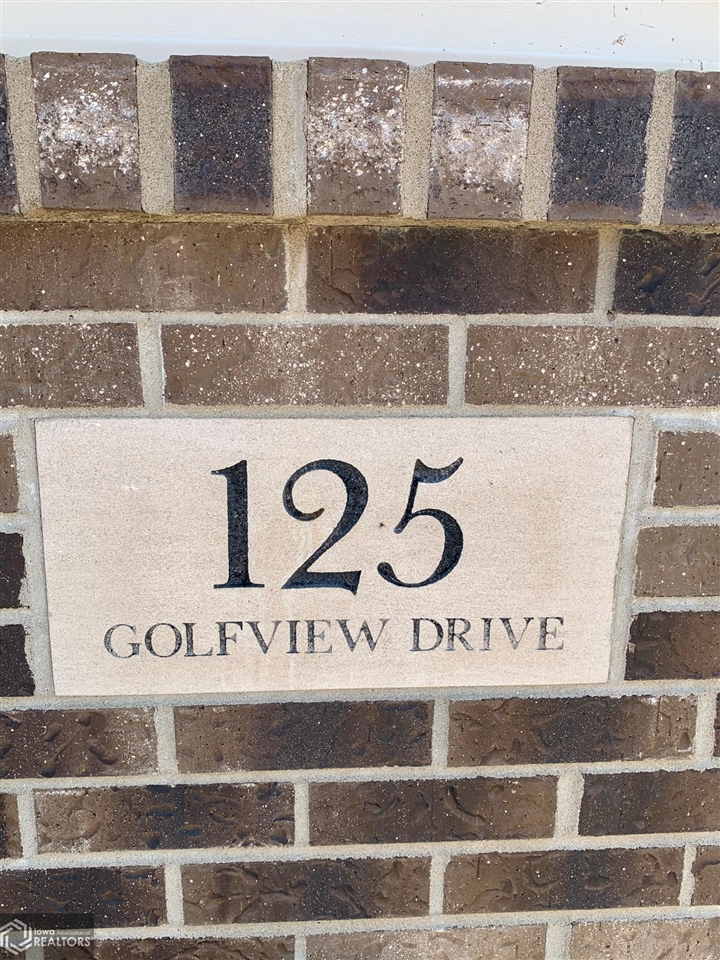 125
GOLFVIEW DRIVE
Iowa Association of
REALTORS